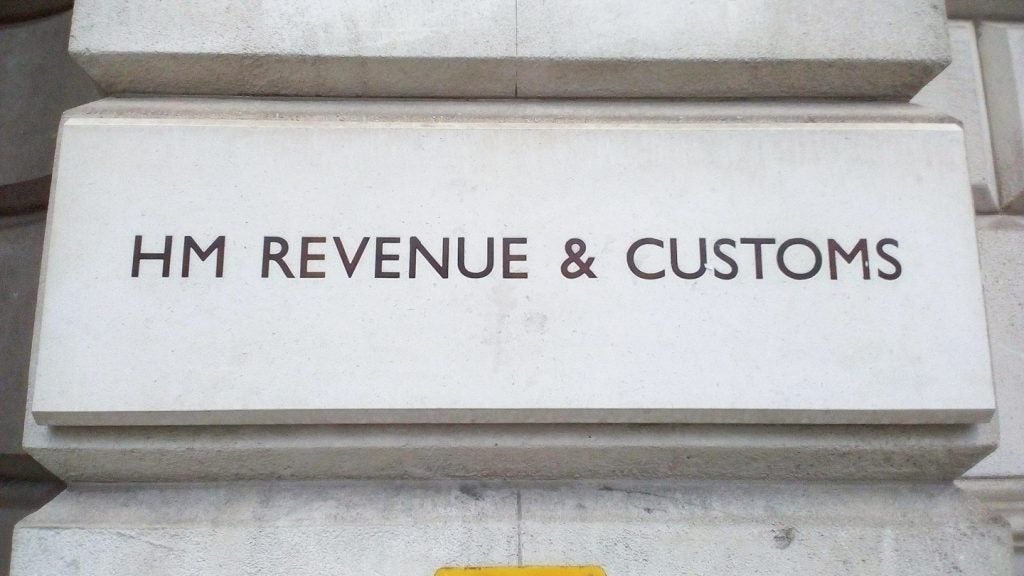 HM REVENUE & CUSTOMS